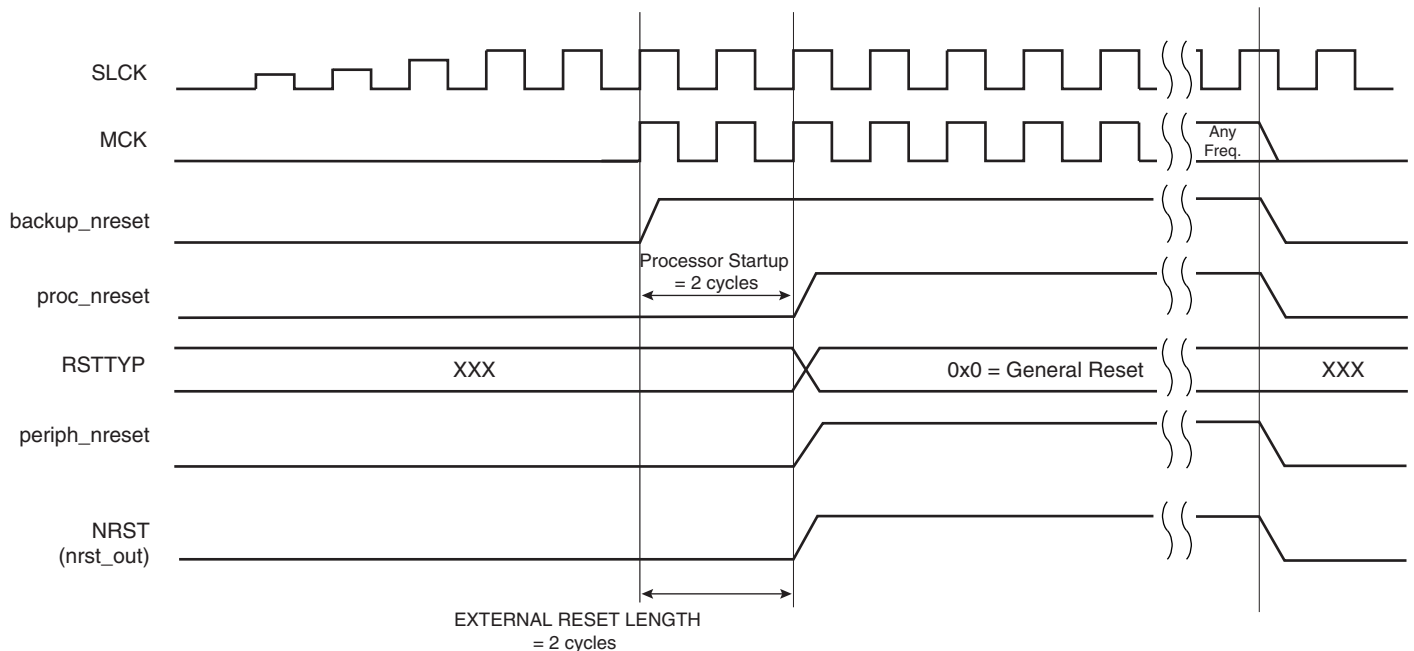 SLCK
MCK
Any
Freq.
backup_nreset
Processor Startup
= 2 cycles
proc_nreset
RSTTYP
XXX
0x0 = General Reset
XXX
periph_nreset
NRST
(nrst_out)
EXTERNAL RESET LENGTH
= 2 cycles